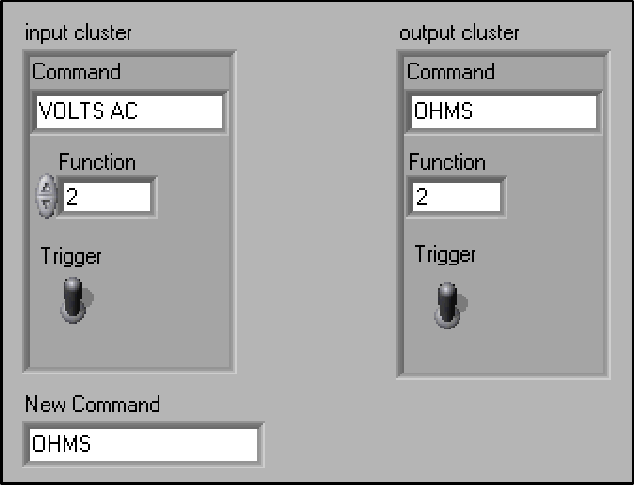 input cluster
Command
VOLTS AC
Function
2
Trigger
New Command
OHMS
output cluster
Command
OHMS
Function
2
Trigger